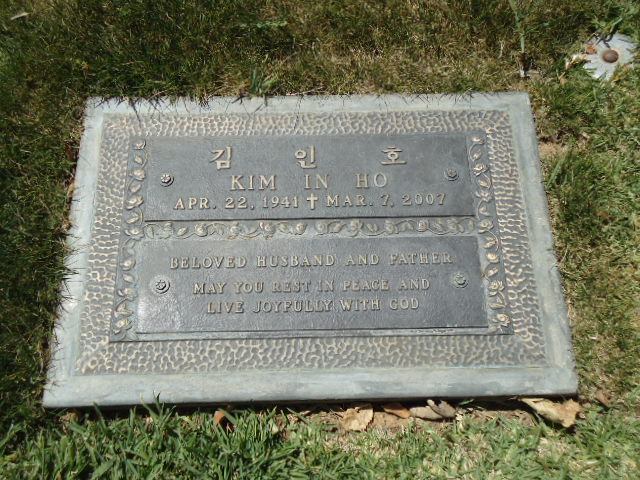 김 인 호
KIM IN HO
APR. 22, 1941 ✝ MAR. 7, 2007
BELOVED HUSBAND AND FATHER
MAY YOU REST IN PEACE AND
LIVE JOYFULLY WITH GOD